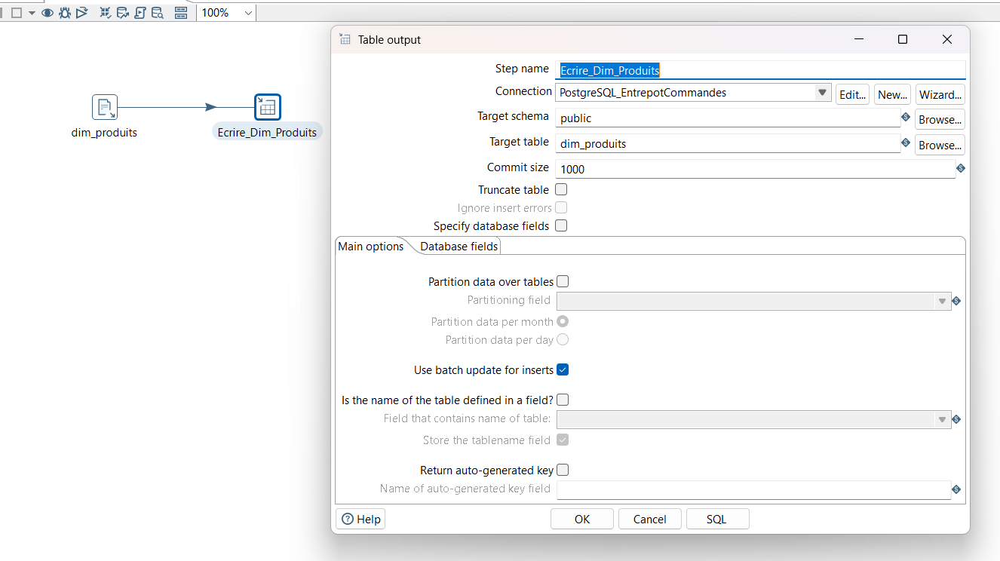 100%
Table output
dim_produits
Ecrire_Dim_Produits
Step name Ecrire_Dim_Produits
Connection PostgreSQL_EntrepotCommandes Edit... New... Wizard...
Target schema public Browse...
Target table dim_produits Browse...
Commit size 1000
Truncate table
Ignore insert errors
Specify database fields
Main options Database fields
Partition data over tables
Partitioning field
Partition data per month
Partition data per day
Use batch update for inserts
Is the name of the table defined in a field?
Field that contains name of table:
Store the tablename field
Return auto-generated key
Name of auto-generated key field
Help OK Cancel SQL